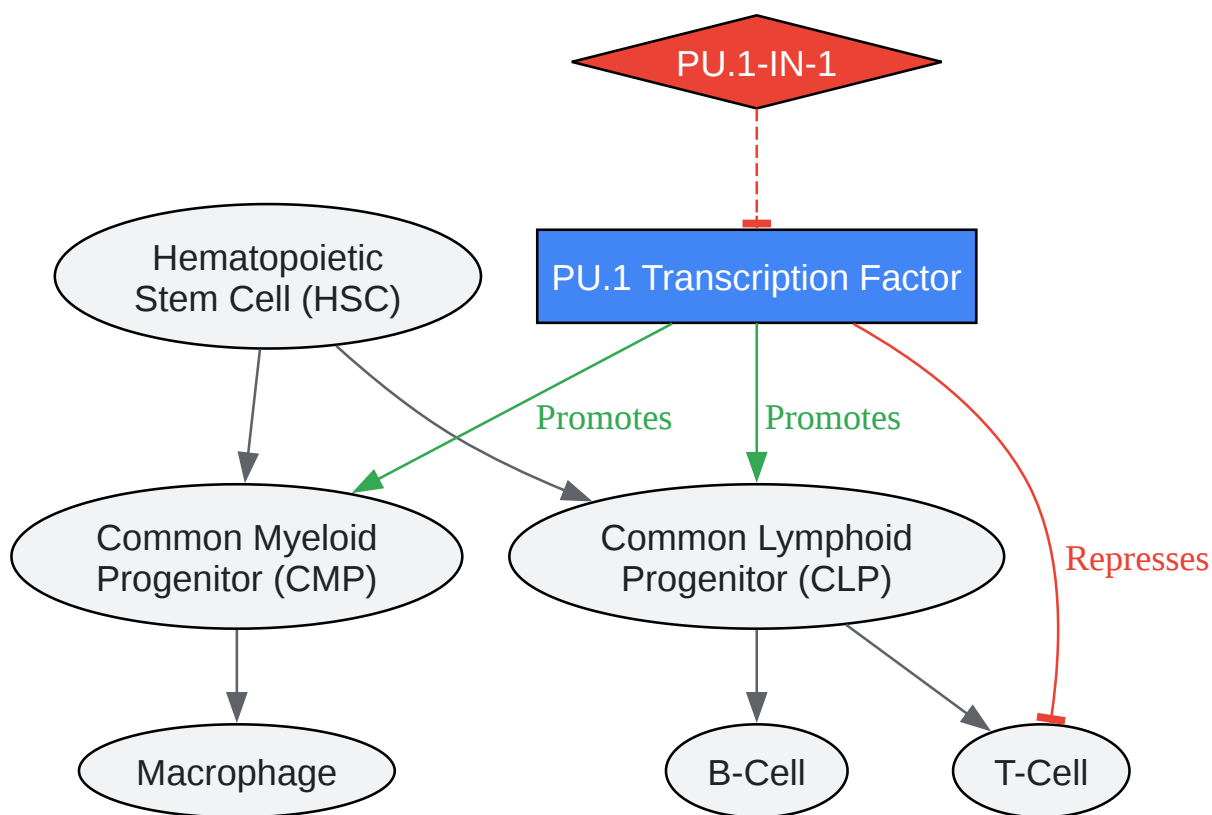 PU.1-IN-1
Hematopoietic
Stem Cell (HSC)
PU.1 Transcription Factor
Promotes
Promotes
Common Myeloid
Progenitor (CMP)
Common Lymphoid
Progenitor (CLP)
Represses
Macrophage
B-Cell
T-Cell